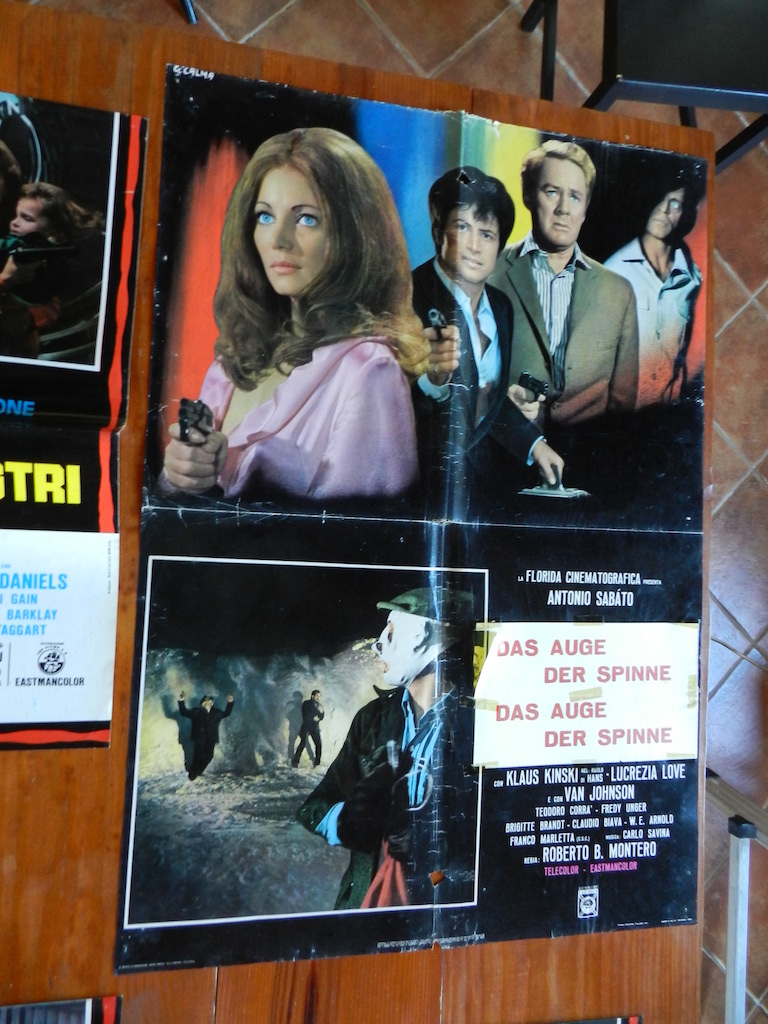 ONE
STRI
DANIELS
GAIN
BARKLAY
TAGGART
EASTMANCOLOR
LA FLORIDA CINEMATOGRAFICA PRESENTA
ANTONIO SABÁTO
DAS AUGE
DER SPINNE
DAS AUGE
DER SPINNE
CON KLAUS KINSKI NEL RUOLO DI HANS - LUCREZIA LOVE
E CON VAN JOHNSON
TEODORO CORRA' - FREDY UNGER
BRIGITTE BRANDT - CLAUDIO BIAVA - W. E. ARNOLD
FRANCO MARLETTA (C.S.C.) MUSICA: CARLO SAVINA
REGIA: ROBERTO B. MONTERO
TELECOLOR - EASTMANCOLOR